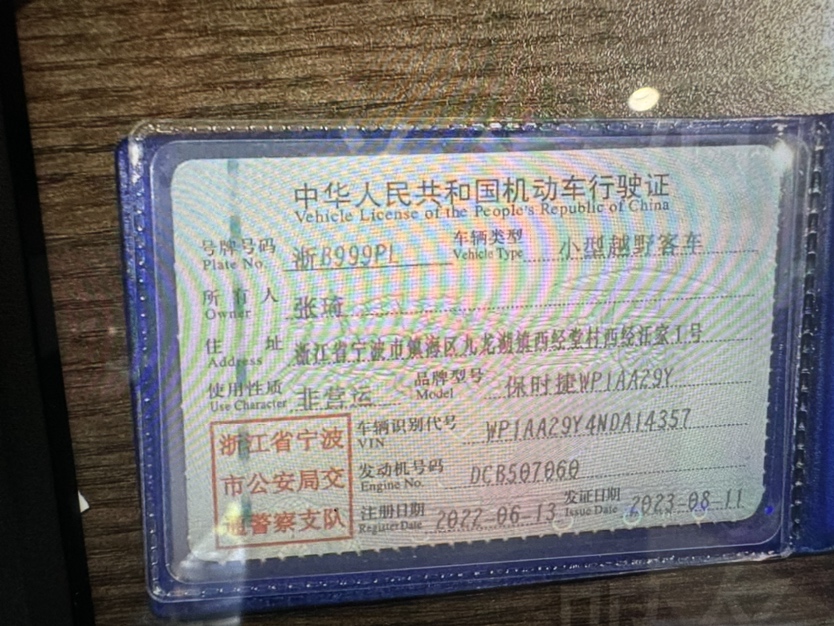 中华人民共和国机动车行驶证
Vehicle License of the People's Republic of China
号牌号码 浙B999PL 车辆类型 小型越野客车
Plate No. Vehicle Type
所有人 张琦
Owner
住址 浙江省宁波市镇海区九龙湖镇西经堂村西经汪家1号
Address
使用性质 非营运 品牌型号 保时捷WP1AA29Y
Use Character Model
浙江省宁波
市公安局交
通警察支队
车辆识别代号 WP1AA29Y4NDA14357
VIN
发动机号码 DCB507060
Engine No.
注册日期 2022-06-13 发证日期 2023-08-11
Register Date Issue Date